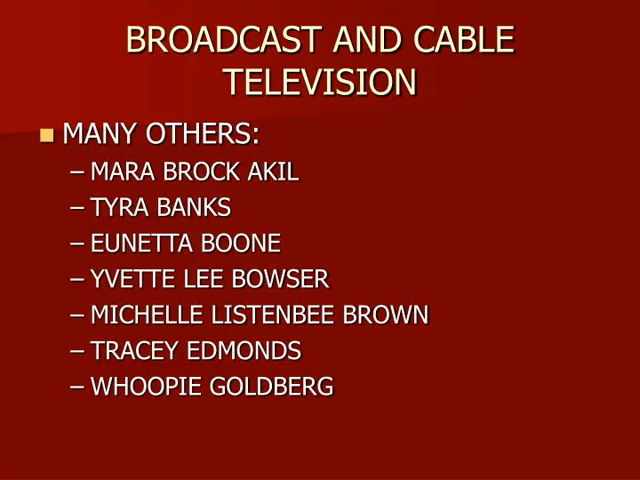 BROADCAST AND CABLE
TELEVISION
MANY OTHERS:
– MARA BROCK AKIL
– TYRA BANKS
– EUNETTA BOONE
– YVETTE LEE BOWSER
– MICHELLE LISTENBEE BROWN
– TRACEY EDMONDS
– WHOOPIE GOLDBERG